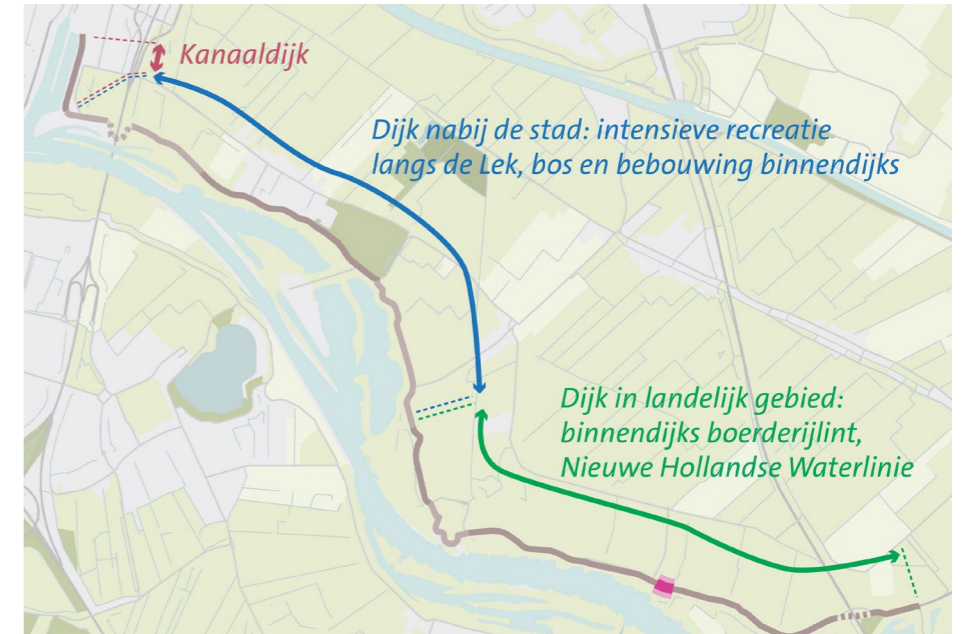 Kanaaldijk
Dijk nabij de stad: intensieve recreatie
langs de Lek, bos en bebouwing binnendijks
Dijk in landelijk gebied:
binnendijks boerderijlint,
Nieuwe Hollandse Waterlinie